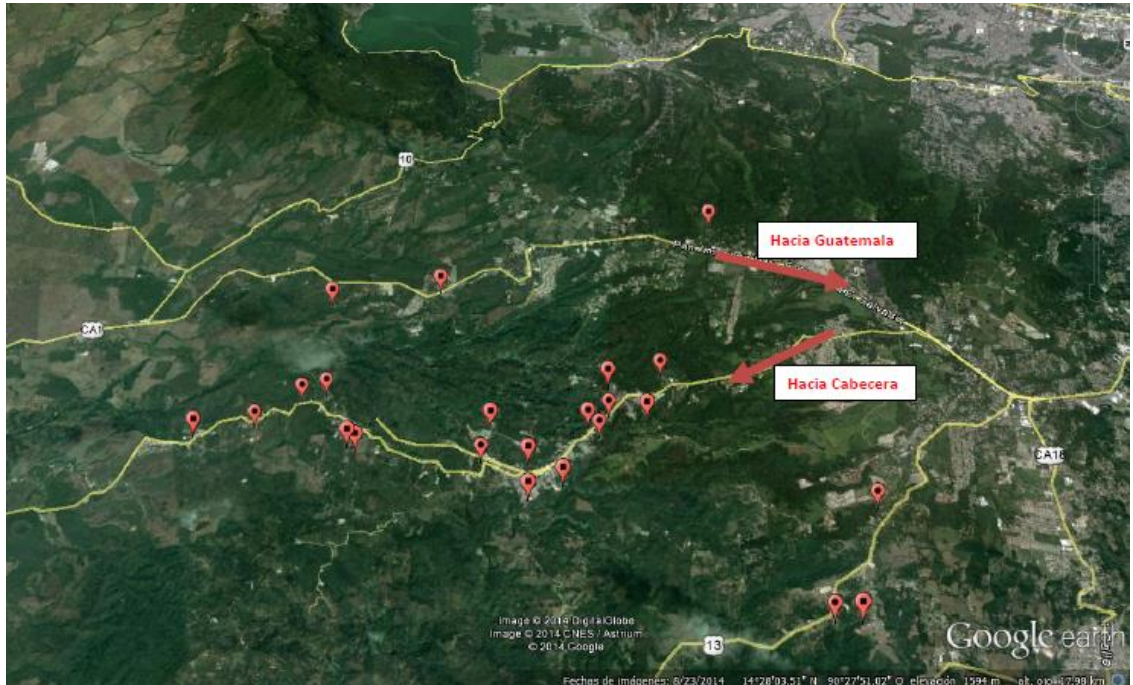 10
Hacia Guatemala
CA1
Hacia Cabecera
CA18
Image © 2014 DigitalGlobe
Image © 2014 CNES / Astrium
© 2014 Google
13
Google earth
Fechas de imágenes: 8/23/2014 14°28'03.51" N 90°27'51.02" O elevación 1594 m alt. ojo 17.98 km